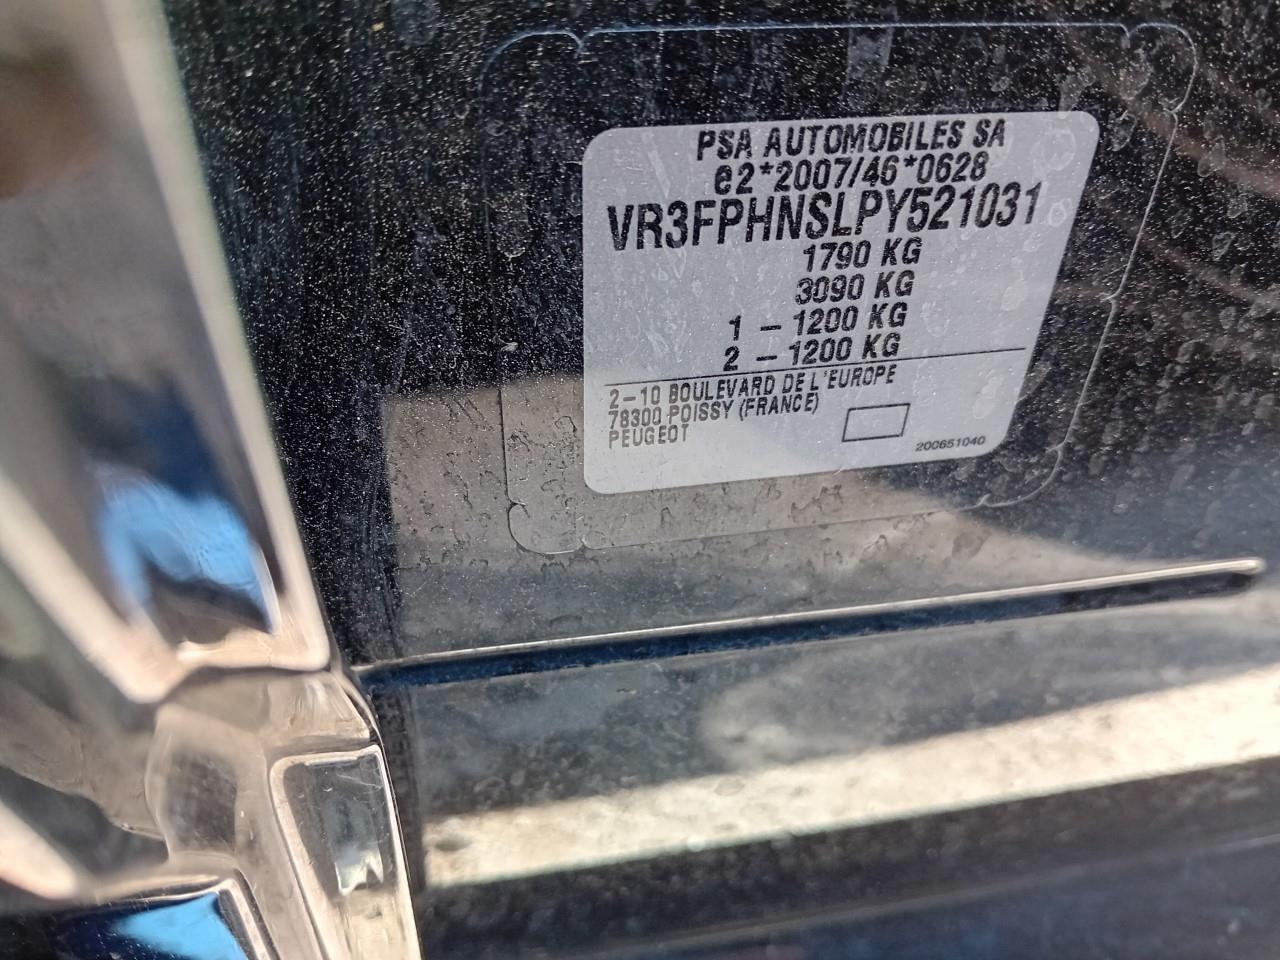 PSA AUTOMOBILES SA
e2*2007/46*0628
VR3FPHNSLPY521031
1790 KG
3090 KG
1 – 1200 KG
2 – 1200 KG
2–10 BOULEVARD DE L'EUROPE
78300 POISSY (FRANCE)
PEUGEOT
200651040